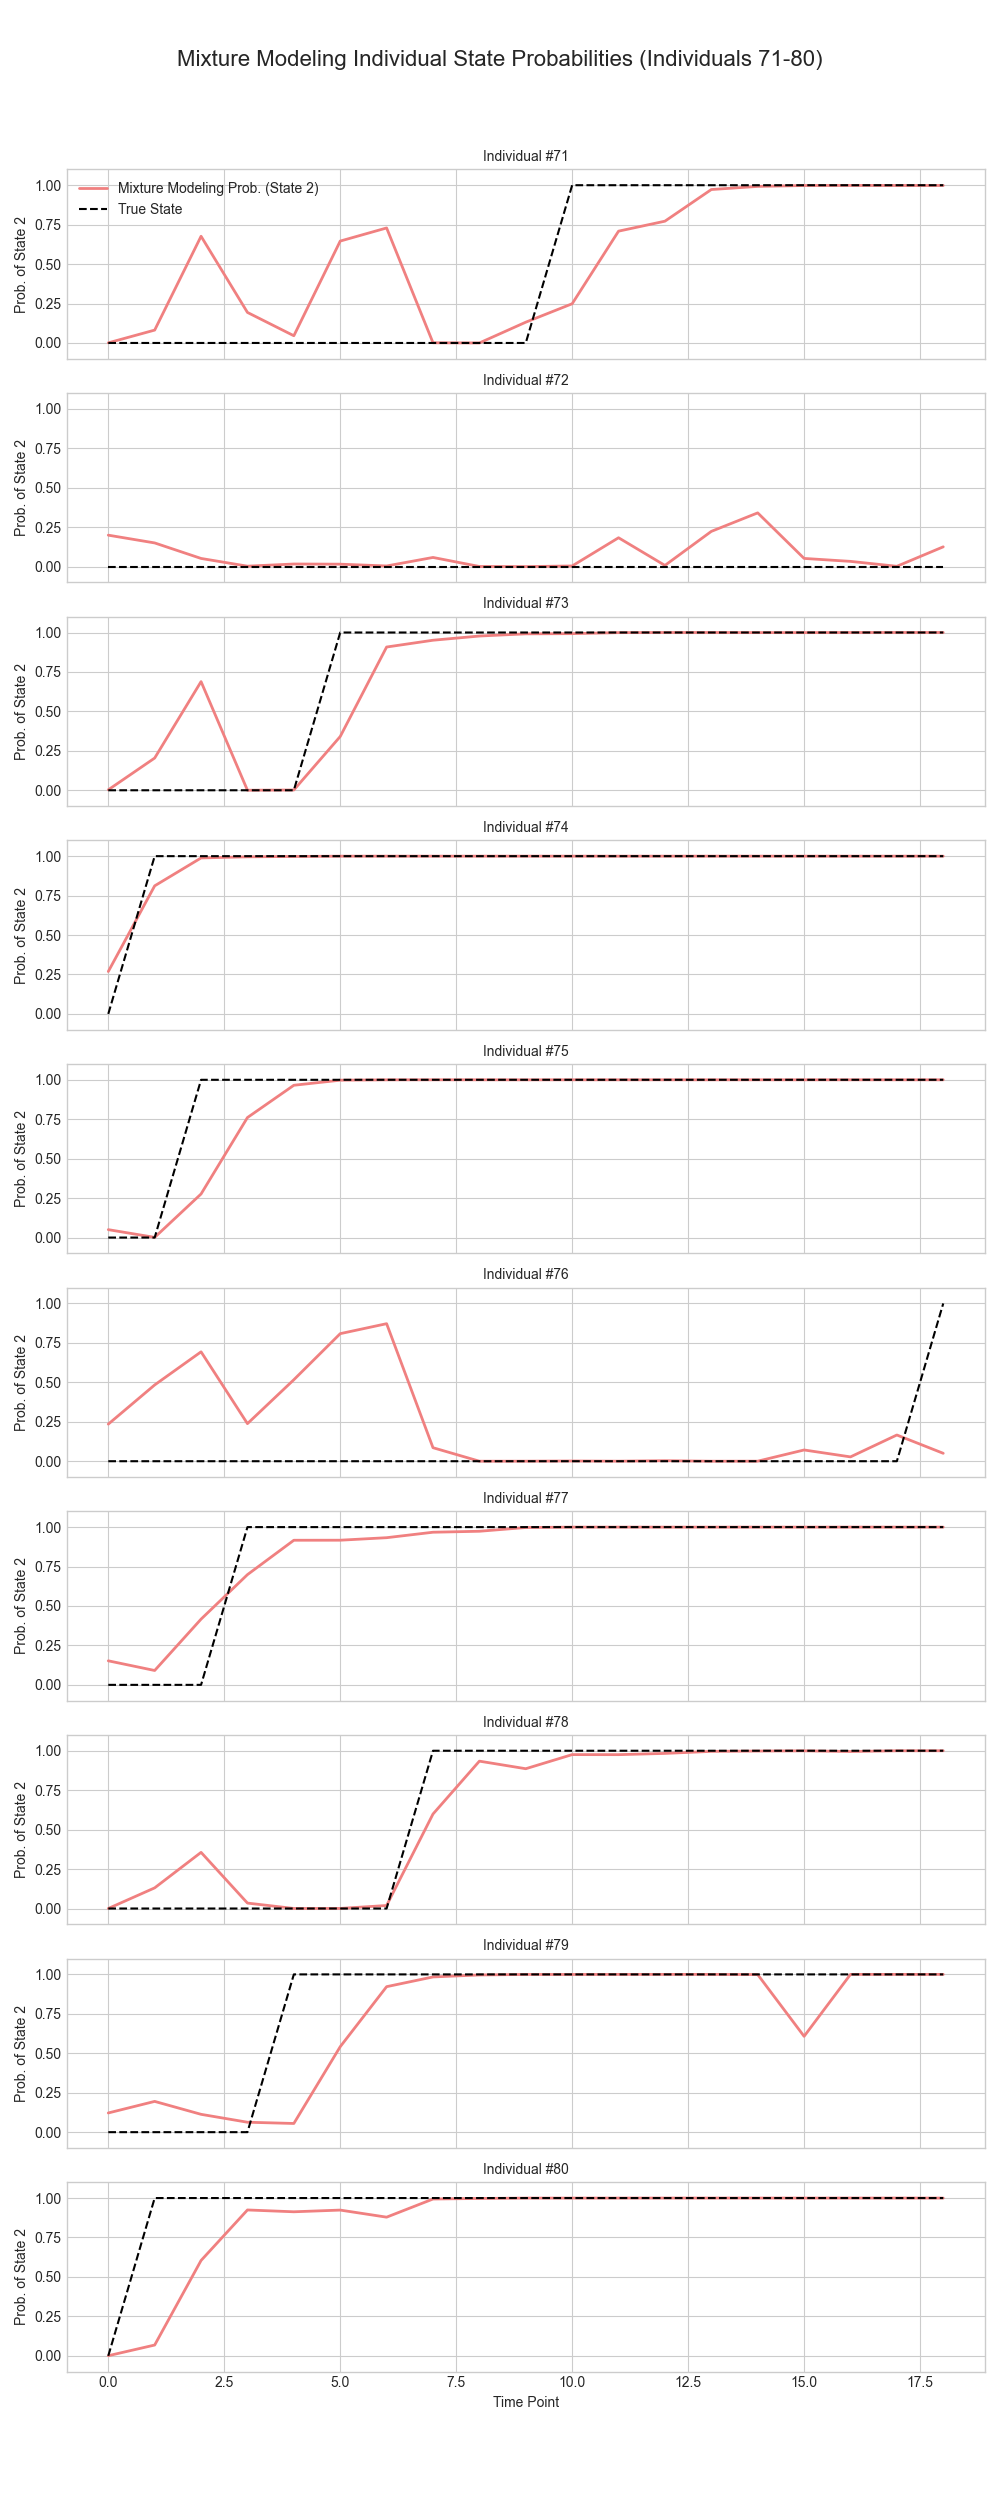 Mixture Modeling Individual State Probabilities (Individuals 71-80)
Individual #71
Mixture Modeling Prob. (State 2)
True State
Prob. of State 2
1.00
0.75
0.50
0.25
0.00
Individual #72
Prob. of State 2
1.00
0.75
0.50
0.25
0.00
Individual #73
Prob. of State 2
1.00
0.75
0.50
0.25
0.00
Individual #74
Prob. of State 2
1.00
0.75
0.50
0.25
0.00
Individual #75
Prob. of State 2
1.00
0.75
0.50
0.25
0.00
Individual #76
Prob. of State 2
1.00
0.75
0.50
0.25
0.00
Individual #77
Prob. of State 2
1.00
0.75
0.50
0.25
0.00
Individual #78
Prob. of State 2
1.00
0.75
0.50
0.25
0.00
Individual #79
Prob. of State 2
1.00
0.75
0.50
0.25
0.00
Individual #80
Prob. of State 2
1.00
0.75
0.50
0.25
0.00
0.0 2.5 5.0 7.5 10.0 12.5 15.0 17.5
Time Point